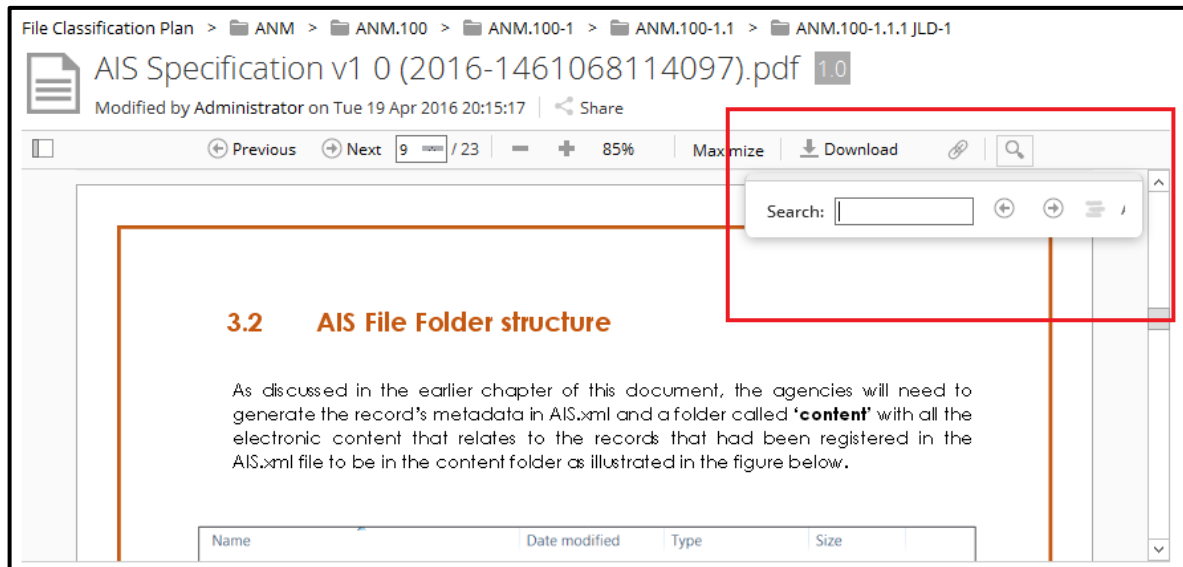 File Classification Plan > ANM > ANM.100 > ANM.100-1 > ANM.100-1.1 > ANM.100-1.1.1 JLD-1
AIS Specification v1 0 (2016-1461068114097).pdf 1.0
Modified by Administrator on Tue 19 Apr 2016 20:15:17 Share
Previous Next 9 / 23 85% Maximize Download
Search:
3.2 AIS File Folder structure
As discussed in the earlier chapter of this document, the agencies will need to
generate the record's metadata in AIS.xml and a folder called 'content' with all the
electronic content that relates to the records that had been registered in the
AIS.xml file to be in the content folder as illustrated in the figure below.
Name Date modified Type Size